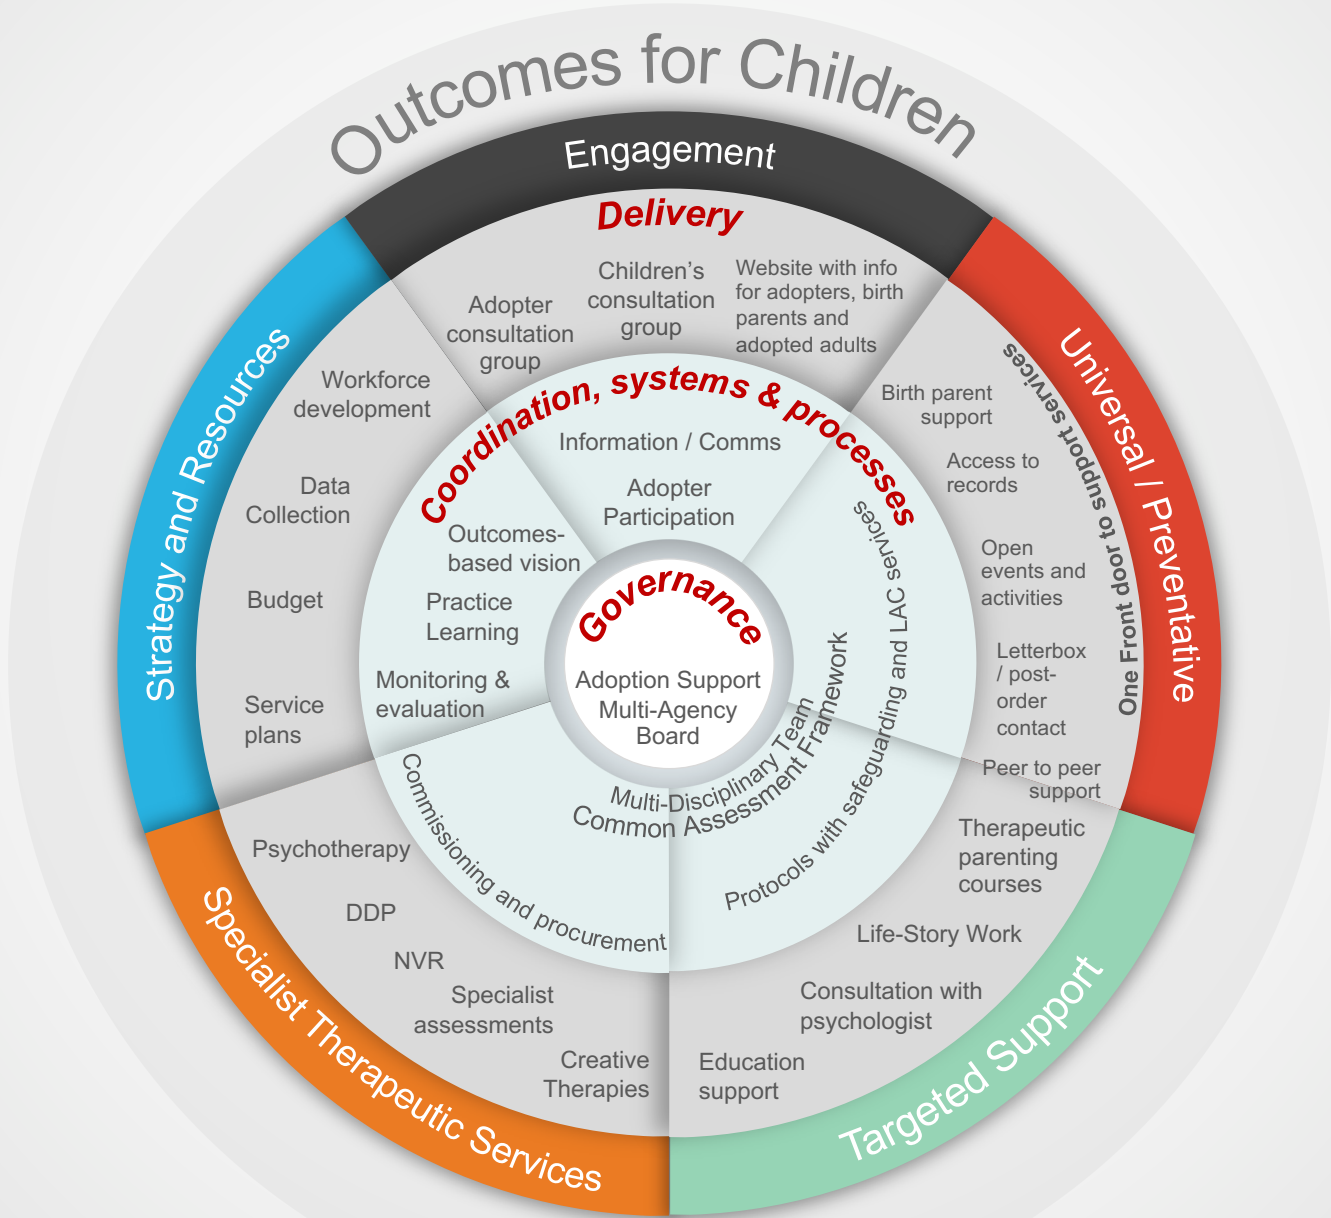 Outcomes for Children
Engagement
Delivery
Adopter
consultation
group
Children's
consultation
group
Website with info
for adopters, birth
parents and
adopted adults
Universal / Preventative
One Front door to support services
Birth parent
support
Access to
records
Open
events and
activities
Letterbox
/ post-
order
contact
Peer to peer
support
Targeted Support
Therapeutic
parenting
courses
Life-Story Work
Consultation with
psychologist
Education
support
Specialist Therapeutic Services
Psychotherapy
DDP
NVR
Specialist
assessments
Creative
Therapies
Strategy and Resources
Workforce
development
Data
Collection
Budget
Service
plans
Coordination, systems & processes
Information / Comms
Adopter
Participation
Outcomes-
based vision
Practice
Learning
Monitoring &
evaluation
Commissioning and procurement
Protocols with safeguarding and LAC services
Common Assessment Framework
Multi-Disciplinary Team
Governance
Adoption Support
Multi-Agency
Board